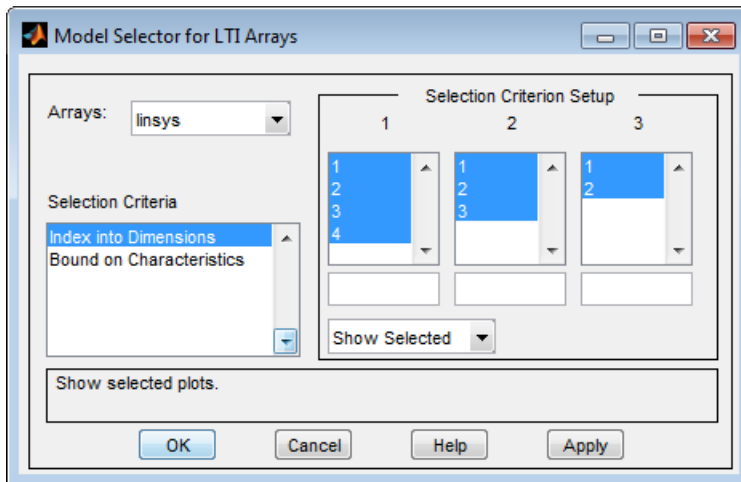 Model Selector for LTI Arrays
Arrays:
linsys
Selection Criteria
Index into Dimensions
Bound on Characteristics
Selection Criterion Setup
1 2 3
1 1 1
2 2 2
3 3
4
Show Selected
Show selected plots.
OK Cancel Help Apply